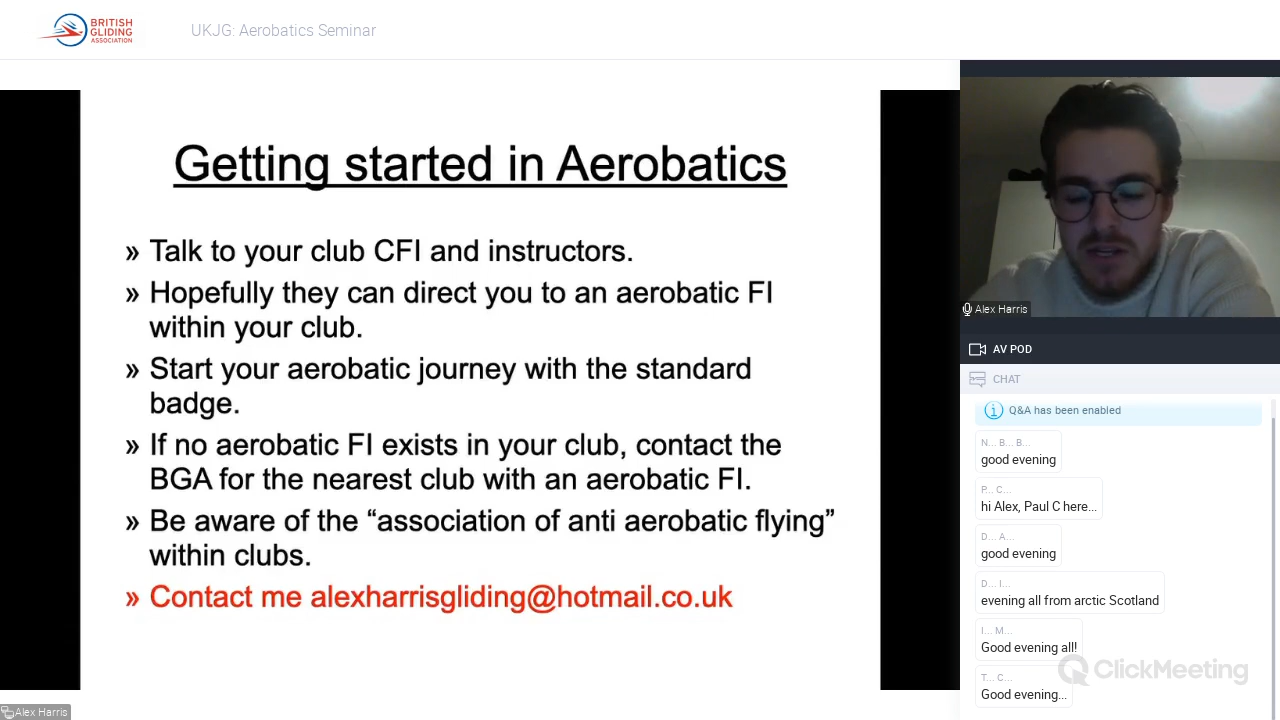 BRITISH
GLIDING
ASSOCIATION
UKJG: Aerobatics Seminar
Getting started in Aerobatics
» Talk to your club CFI and instructors.
» Hopefully they can direct you to an aerobatic FI
within your club.
» Start your aerobatic journey with the standard
badge.
» If no aerobatic FI exists in your club, contact the
BGA for the nearest club with an aerobatic FI.
» Be aware of the “association of anti aerobatic flying”
within clubs.
» Contact me alexharrisgliding@hotmail.co.uk
Alex Harris
Alex Harris
AV POD
CHAT
Q&A has been enabled
N... B... B...
good evening
P... C...
hi Alex, Paul C here...
D... A...
good evening
D... I...
evening all from arctic Scotland
I... M...
Good evening all!
T... C...
Good evening...
ClickMeeting